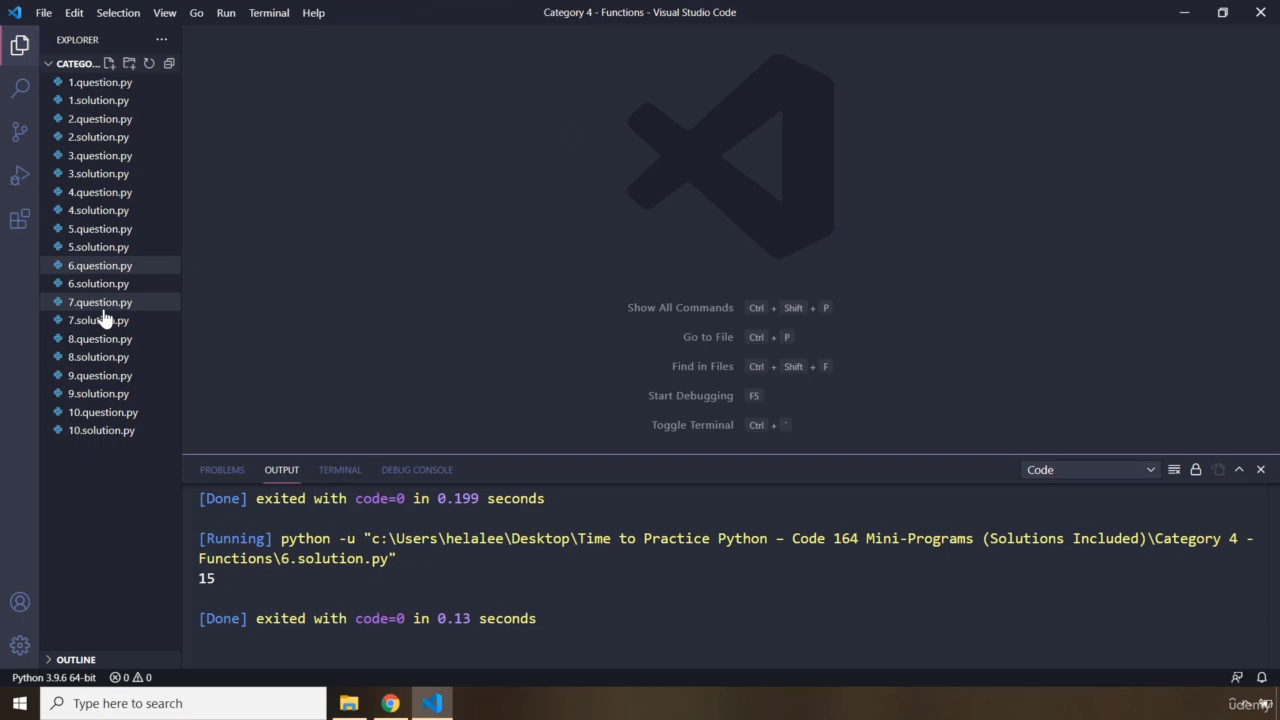 File Edit Selection View Go Run Terminal Help
Category 4 - Functions - Visual Studio Code
EXPLORER
CATEGO...
1.question.py
1.solution.py
2.question.py
2.solution.py
3.question.py
3.solution.py
4.question.py
4.solution.py
5.question.py
5.solution.py
6.question.py
6.solution.py
7.question.py
8.question.py
8.solution.py
9.question.py
9.solution.py
10.question.py
10.solution.py
Show All Commands Ctrl + Shift + P
Go to File Ctrl + P
Find in Files Ctrl + Shift + F
Start Debugging F5
Toggle Terminal Ctrl + `
PROBLEMS OUTPUT TERMINAL DEBUG CONSOLE
Code
[Done] exited with code=0 in 0.199 seconds
[Running] python -u "c:\Users\helalee\Desktop\Time to Practice Python – Code 164 Mini-Programs (Solutions Included)\Category 4 -
Functions\6.solution.py"
15
[Done] exited with code=0 in 0.13 seconds
OUTLINE
Python 3.9.6 64-bit 0 0
Type here to search
udemy